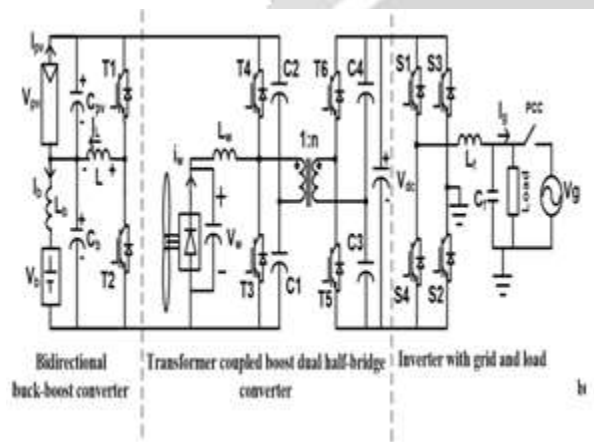 Ipv
Vpv
Cpv
T1
IL
L
Ib
Lb
Cb
Vb
T2
T4
C2
T6
C4
iw
Lw
1:n
Vw
Vdc
T3
C1
T5
C3
S1
S3
Ig
PCC
Lf
Cf
Load
Vg
S4
S2
Bidirectional
buck-boost converter
Transformer coupled boost dual half-bridge
converter
Inverter with grid and load